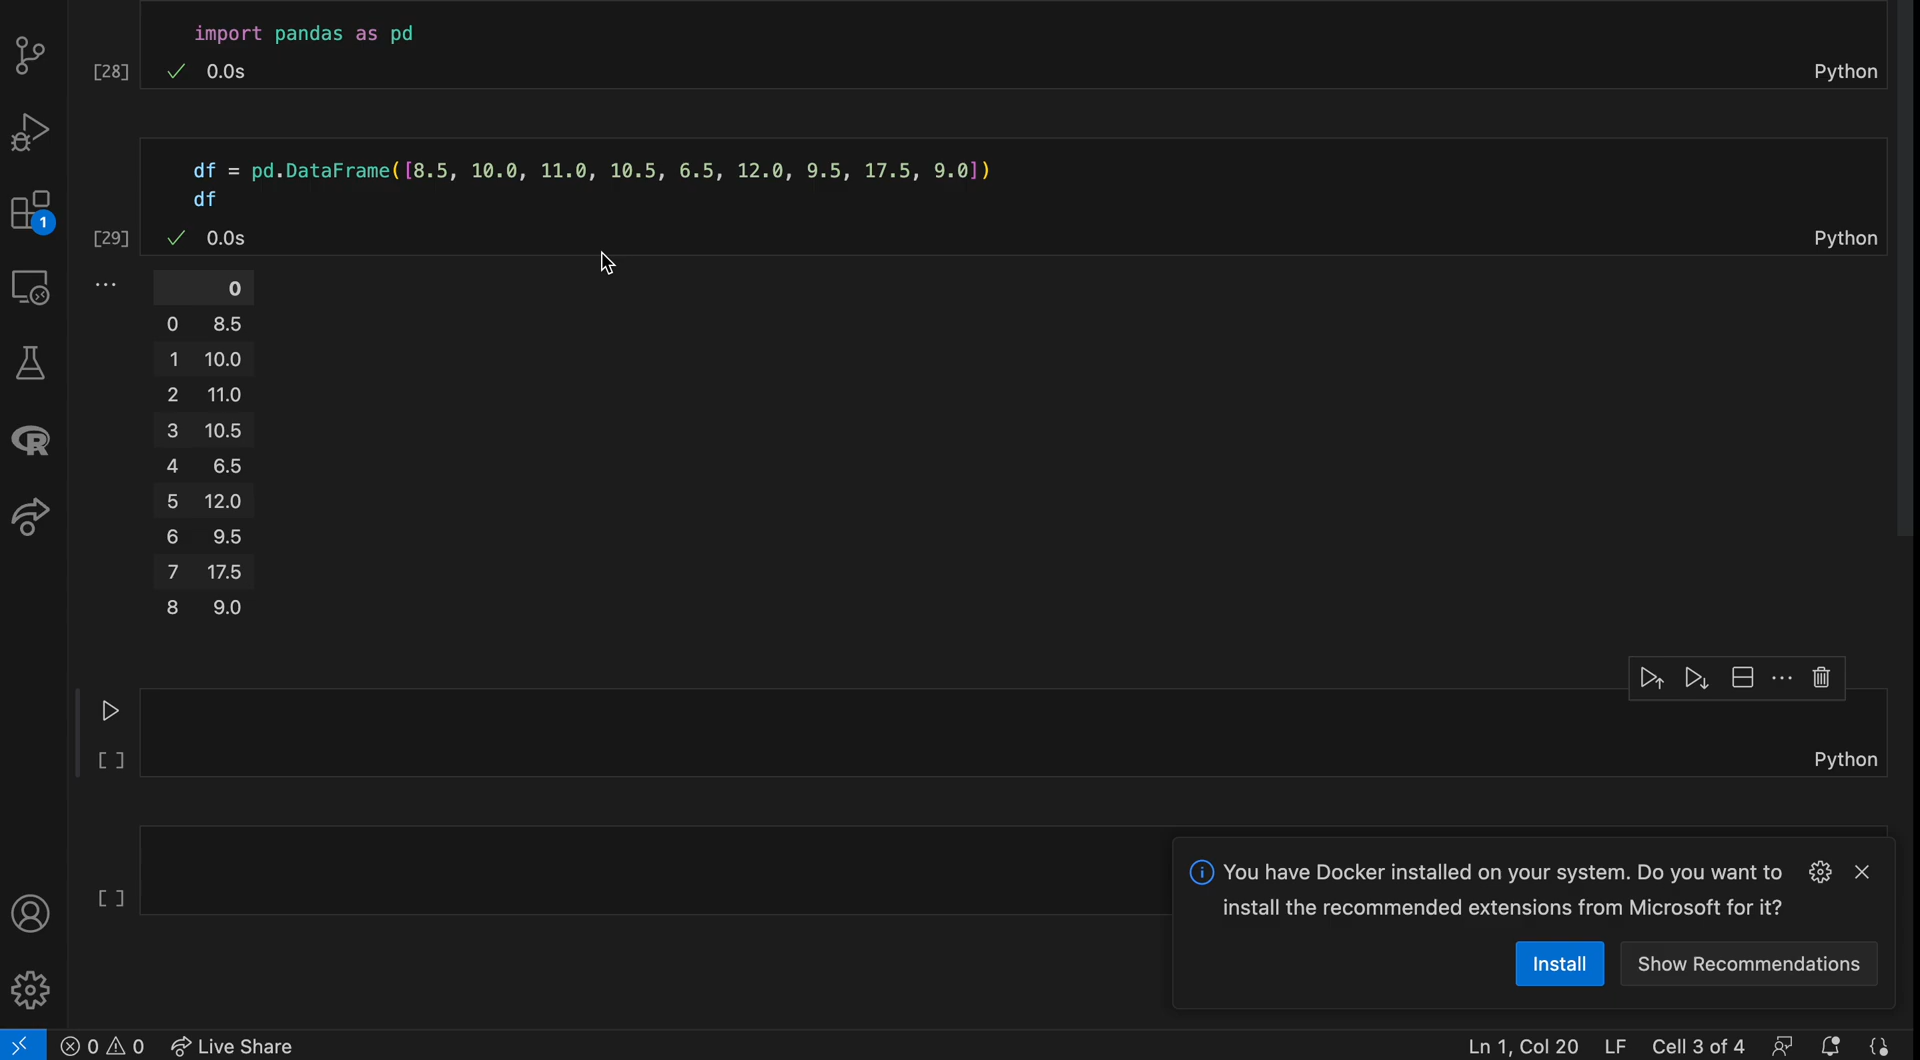 import pandas as pd
[28]
0.0s
Python
df = pd.DataFrame([8.5, 10.0, 11.0, 10.5, 6.5, 12.0, 9.5, 17.5, 9.0])
df
[29]
0.0s
Python
...
0
0 8.5
1 10.0
2 11.0
3 10.5
4 6.5
5 12.0
6 9.5
7 17.5
8 9.0
1
R
[ ]
Python
[ ]
You have Docker installed on your system. Do you want to
install the recommended extensions from Microsoft for it?
Install
Show Recommendations
0 0 Live Share
Ln 1, Col 20 LF Cell 3 of 4